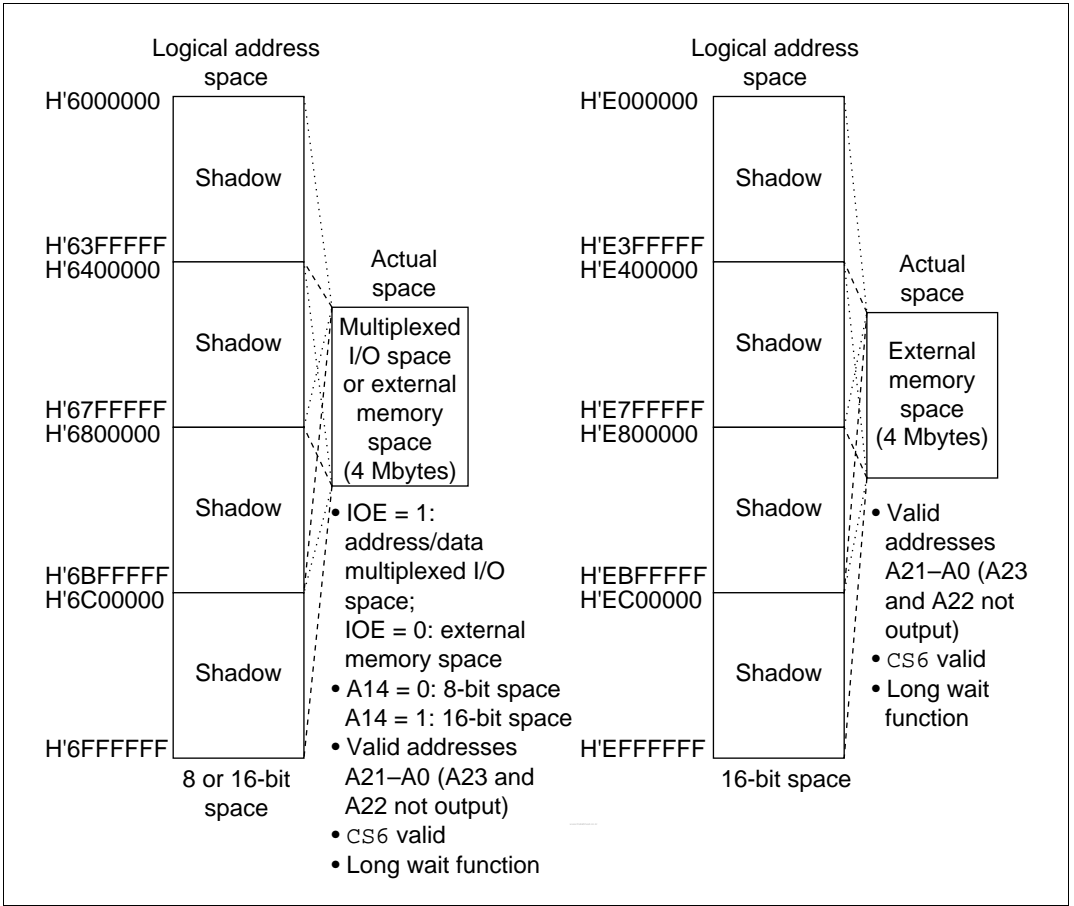 Logical address
space
H'6000000
Shadow
H'63FFFFF
H'6400000
Shadow
H'67FFFFF
H'6800000
Shadow
H'6BFFFFF
H'6C00000
Shadow
H'6FFFFFF
8 or 16-bit
space
Actual
space
Multiplexed
I/O space
or external
memory
space
(4 Mbytes)
• IOE = 1:
address/data
multiplexed I/O
space;
IOE = 0: external
memory space
• A14 = 0: 8-bit space
A14 = 1: 16-bit space
• Valid addresses
A21–A0 (A23 and
A22 not output)
• CS6 valid
• Long wait function
Logical address
space
H'E000000
Shadow
H'E3FFFFF
H'E400000
Shadow
H'E7FFFFF
H'E800000
Shadow
H'EBFFFFF
H'EC00000
Shadow
H'EFFFFFF
16-bit space
Actual
space
External
memory
space
(4 Mbytes)
• Valid
addresses
A21–A0 (A23
and A22 not
output)
• CS6 valid
• Long wait
function